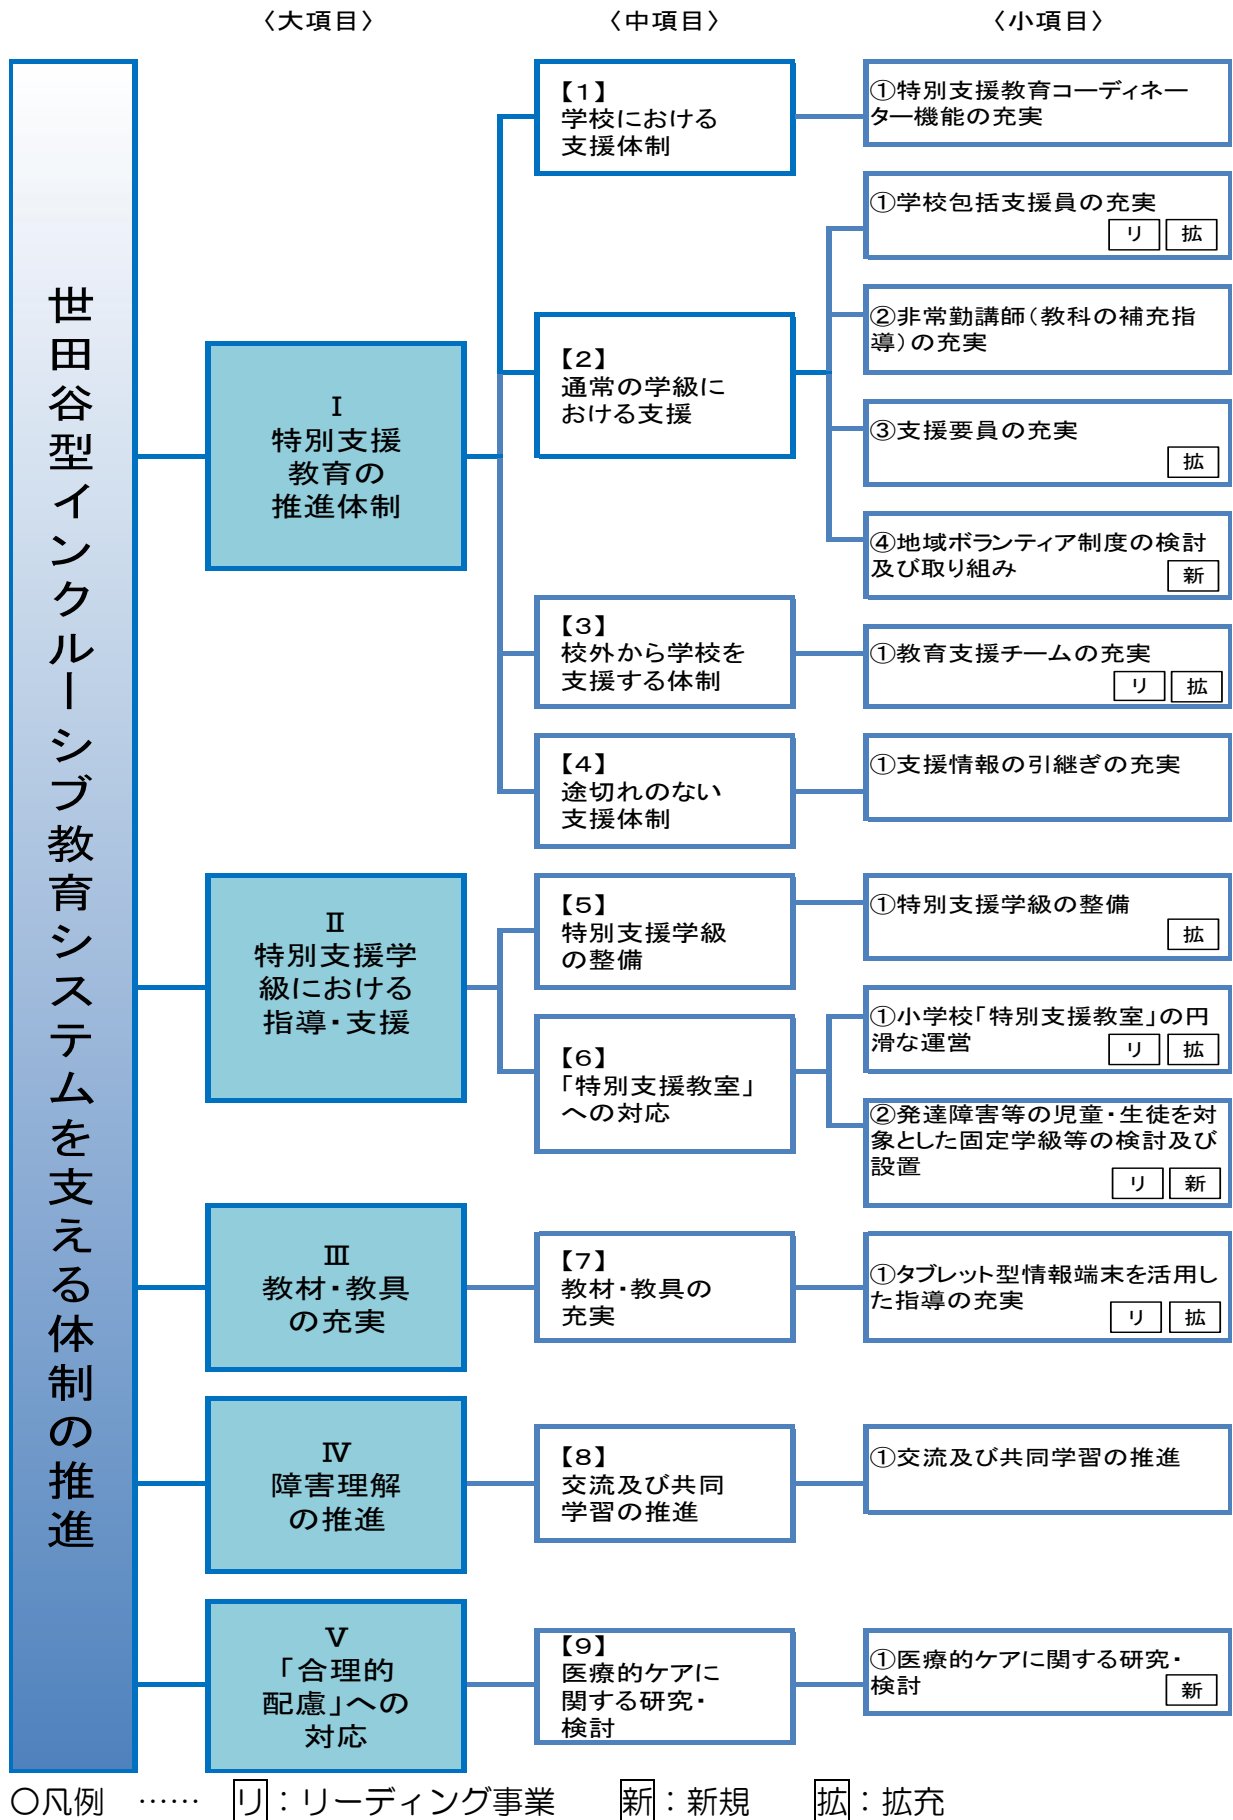 〈大項目〉
〈中項目〉
〈小項目〉
世田谷型インクルーシブ教育システムを支える体制の推進
Ⅰ
特別支援
教育の
推進体制
【1】
学校における
支援体制
①特別支援教育コーディネー
ター機能の充実
【2】
通常の学級に
おける支援
①学校包括支援員の充実
リ 拡
②非常勤講師(教科の補充指
導)の充実
③支援要員の充実
拡
④地域ボランティア制度の検討
及び取り組み
新
【3】
校外から学校を
支援する体制
①教育支援チームの充実
リ 拡
【4】
途切れのない
支援体制
①支援情報の引継ぎの充実
Ⅱ
特別支援学
級における
指導・支援
【5】
特別支援学級
の整備
①特別支援学級の整備
拡
【6】
「特別支援教室」
への対応
①小学校「特別支援教室」の円
滑な運営
リ 拡
②発達障害等の児童・生徒を対
象とした固定学級等の検討及び
設置
リ 新
Ⅲ
教材・教具
の充実
【7】
教材・教具の
充実
①タブレット型情報端末を活用し
た指導の充実
リ 拡
Ⅳ
障害理解
の推進
【8】
交流及び共同
学習の推進
①交流及び共同学習の推進
Ⅴ
「合理的
配慮」への
対応
【9】
医療的ケアに
関する研究・
検討
①医療的ケアに関する研究・
検討
新
○凡例 …… リ：リーディング事業 新：新規 拡：拡充